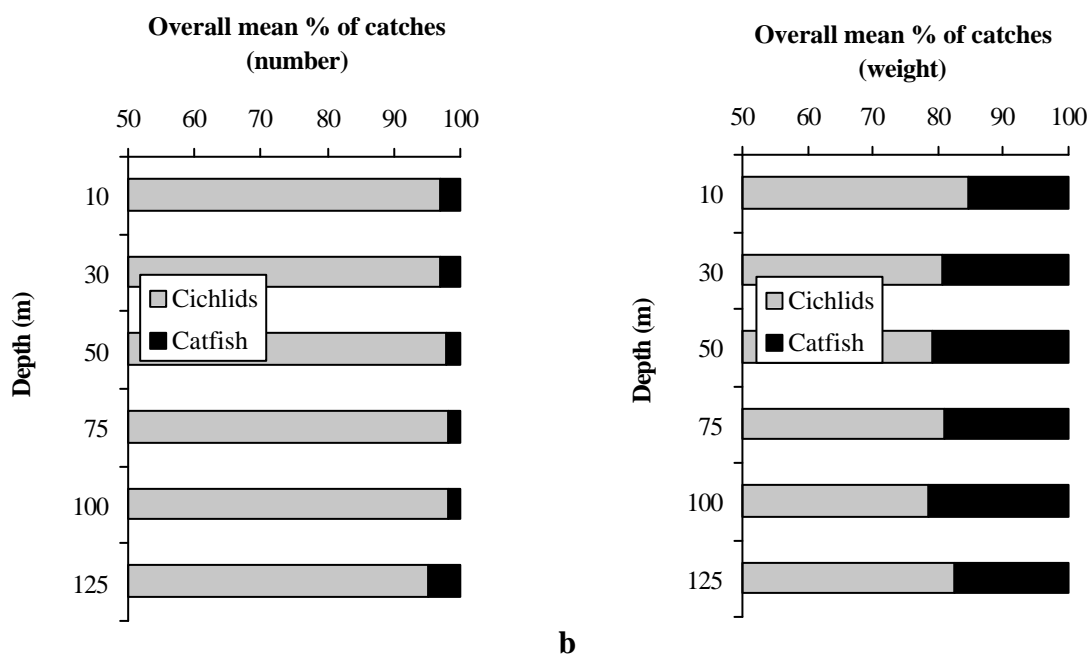 Overall mean % of catches
(number)
50 60 70 80 90 100
Depth (m)
10
30
50
75
100
125
Cichlids
Catfish
Overall mean % of catches
(weight)
50 60 70 80 90 100
Depth (m)
10
30
50
75
100
125
Cichlids
Catfish
b